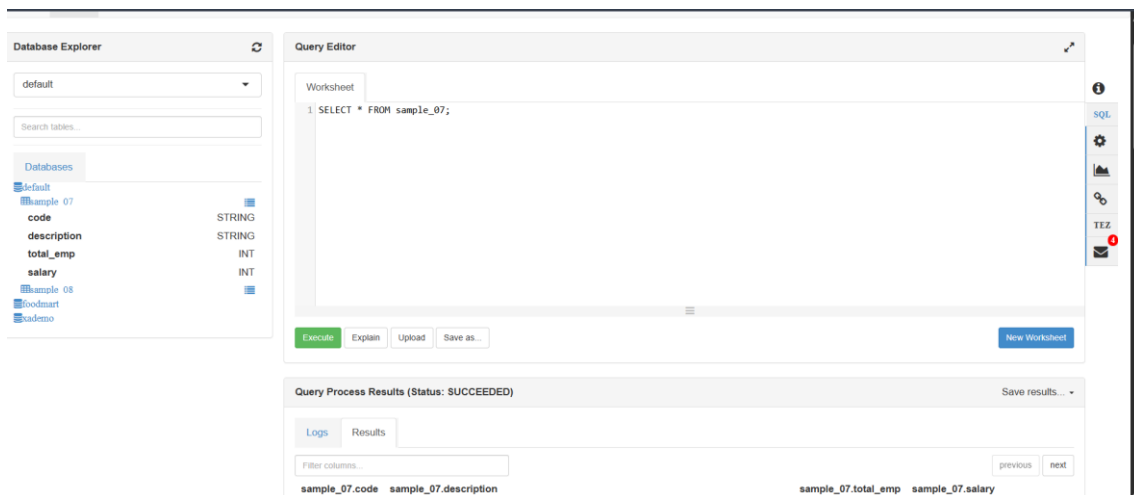 Database Explorer
default
Search tables...
Databases
default
sample_07
code STRING
description STRING
total_emp INT
salary INT
sample_08
foodmart
xademo
Query Editor
Worksheet
1 SELECT * FROM sample_07;
Execute Explain Upload Save as... New Worksheet
SQL
TEZ
4
Query Process Results (Status: SUCCEEDED) Save results...
Logs Results
Filter columns... previous next
sample_07.code sample_07.description sample_07.total_emp sample_07.salary